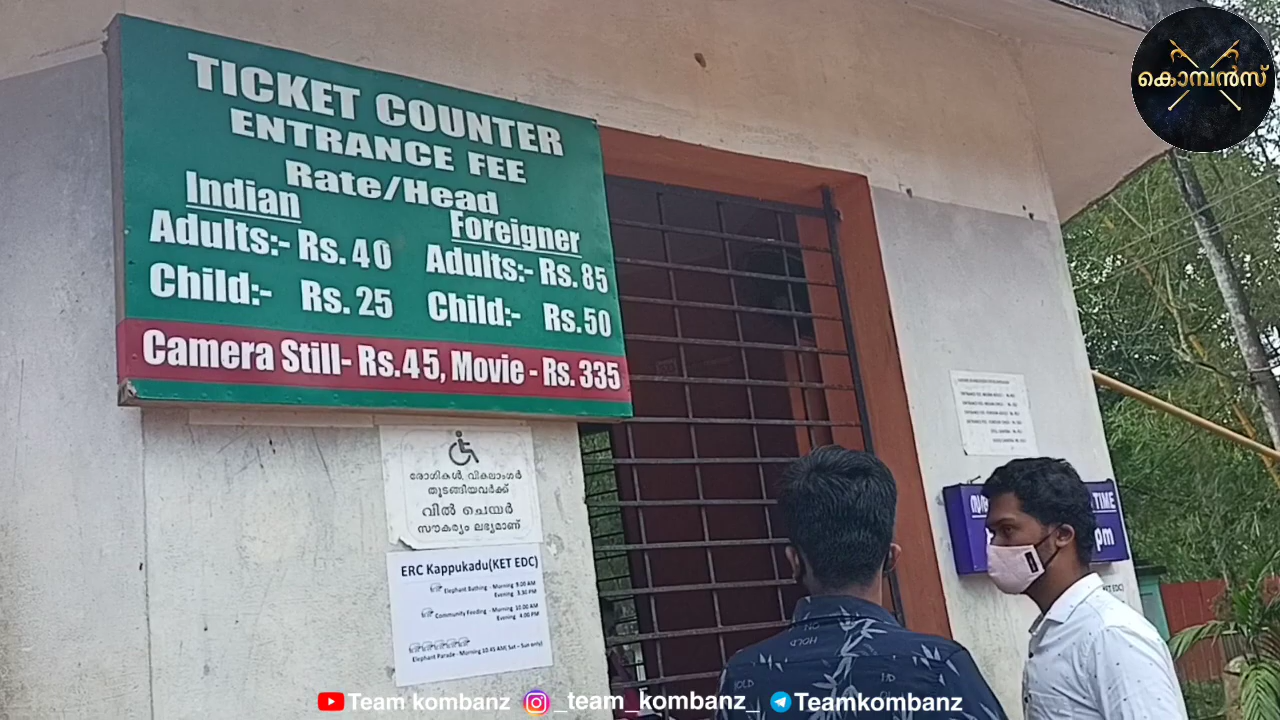 TICKET COUNTER
ENTRANCE FEE
Rate/Head
Indian
Adults:- Rs. 40
Child:- Rs. 25
Foreigner
Adults:- Rs. 85
Child:- Rs.50
Camera Still- Rs.45, Movie - Rs. 335
രോഗികൾ, വികലാംഗർ
തുടങ്ങിയവർക്ക്
വീൽ ചെയർ
സൗകര്യം ലഭ്യമാണ്
ERC Kappukadu(KET EDC)
Elephant Bathing - Morning 9.00 AM
Evening 3.30 PM
Community Feeding - Morning 10.00 AM
Evening 4.00 PM
Elephant Parade - Morning 10.45 AM( Sat – Sun only)
TIME
pm
HOLD
HOLD
കൊമ്പൻസ്
Team kombanz
_team_kombanz_
Teamkombanz